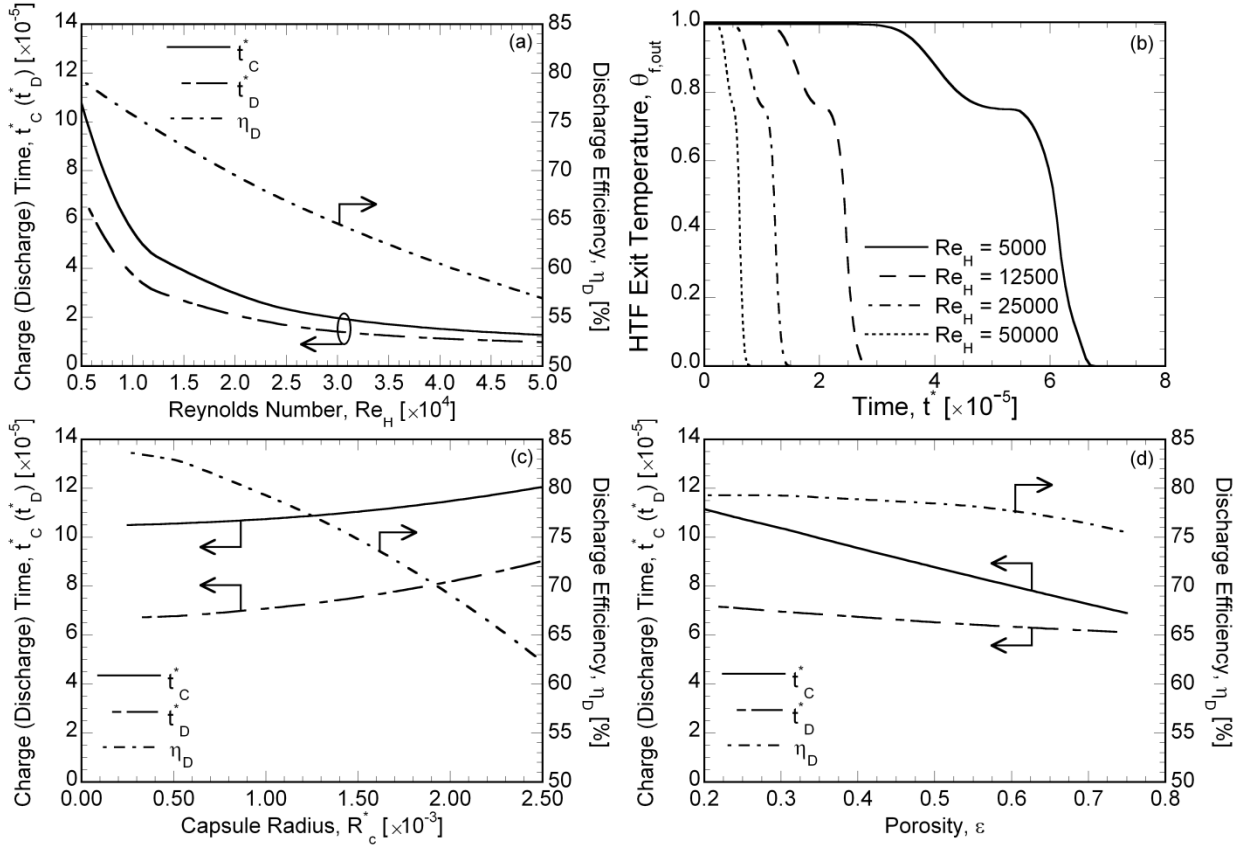 (a)
Charge (Discharge) Time, t*C (t*D) [×10-5]
14
12
10
8
6
4
2
0
t*C
t*D
ηD
85
80
75
70
65
60
55
50
Discharge Efficiency, ηD [%]
0.5 1.0 1.5 2.0 2.5 3.0 3.5 4.0 4.5 5.0
Reynolds Number, ReH [×104]
(b)
HTF Exit Temperature, θf,out
1.0
0.8
0.6
0.4
0.2
0.0
ReH = 5000
ReH = 12500
ReH = 25000
ReH = 50000
0 2 4 6 8
Time, t* [×10−5]
(c)
Charge (Discharge) Time, t*C (t*D) [×10-5]
14
12
10
8
6
4
2
0
t*C
t*D
ηD
85
80
75
70
65
60
55
50
Discharge Efficiency, ηD [%]
0.00 0.50 1.00 1.50 2.00 2.50
Capsule Radius, R*c [×10-3]
(d)
Charge (Discharge) Time, t*C (t*D) [×10-5]
14
12
10
8
6
4
2
0
t*C
t*D
ηD
85
80
75
70
65
60
55
50
Discharge Efficiency, ηD [%]
0.2 0.3 0.4 0.5 0.6 0.7 0.8
Porosity, ε